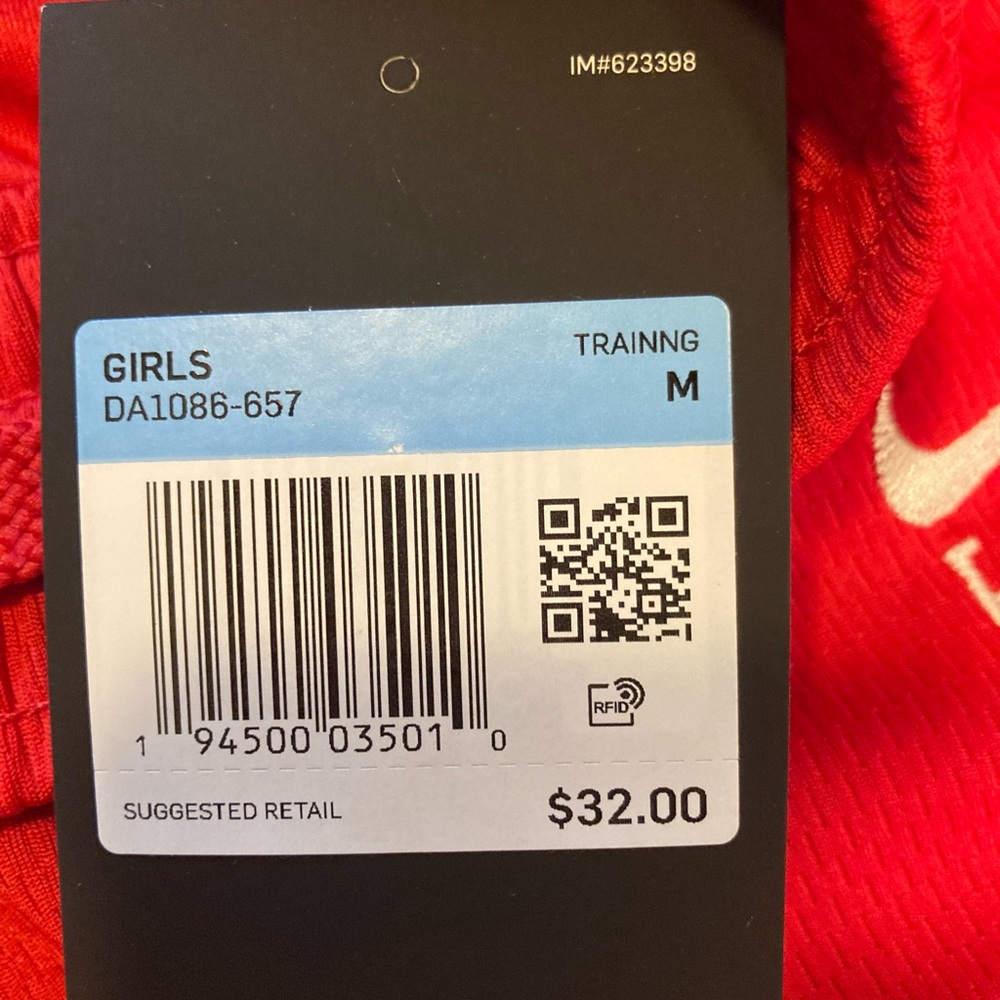 IM#623398
GIRLS
TRAINNG
DA1086-657
M
1 94500 03501 0
RFID
SUGGESTED RETAIL
$32.00